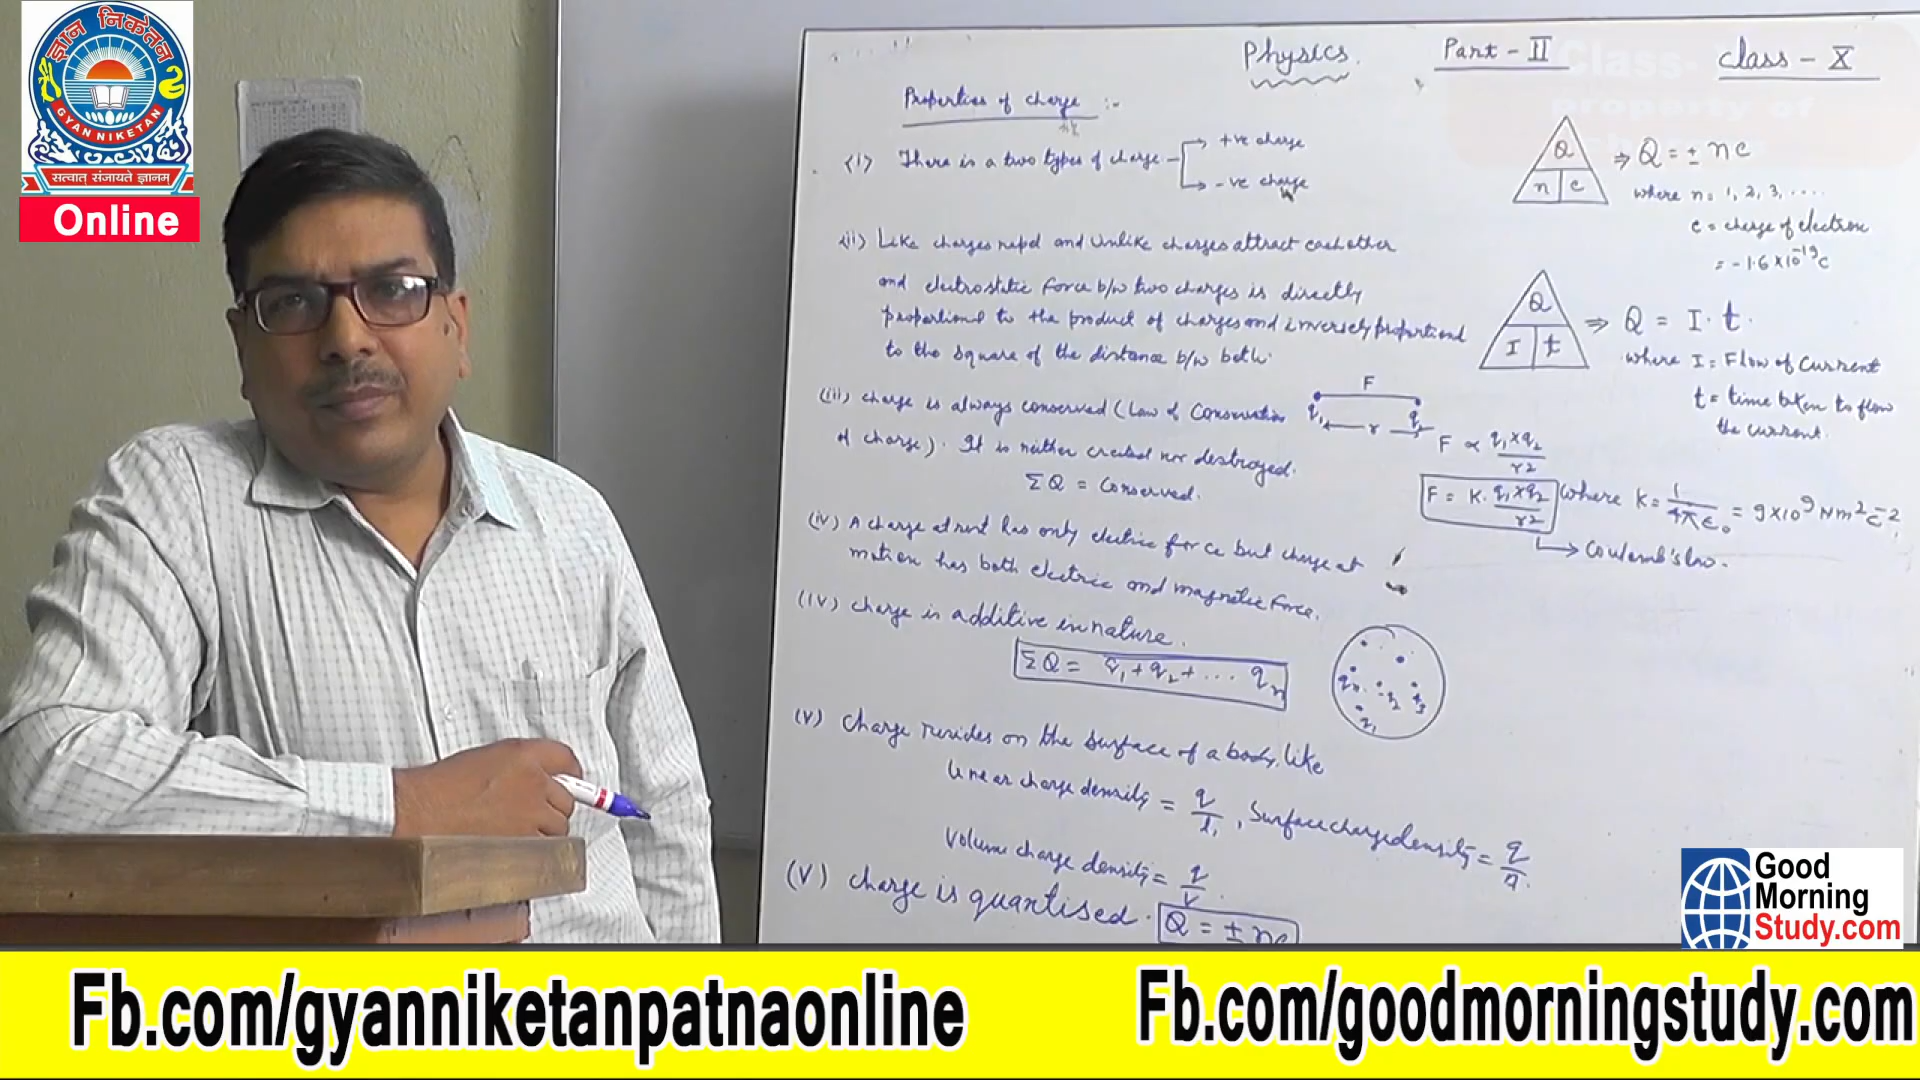 ज्ञान निकेतन
GYAN NIKETAN
सत्वात् संजायते ज्ञानम्
Online
Physics.
Part - II
Class - X
Properties of charge :-
(i) There is a two types of charge
+ve charge
-ve charge
(ii) Like charges repel and unlike charges attract each other
and electrostatic force b/w two charges is directly
proportional to the product of charges and inversely proportional
to the square of the distance b/w both.
(iii) charge is always conserved (Law of Conservation
of charge). It is neither created nor destroyed.
ΣQ = Conserved.
(iv) A charge at rest has only electric force but charge at
motion has both electric and magnetic force.
(iv) charge is additive in nature.
ΣQ = q₁ + q₂ + ... qₙ
(v) Charge resides on the surface of a body, like
linear charge density = q/l, Surface charge density = q/A.
Volume charge density = q/V.
(v) charge is quantised. Q = ± ne
Q
n e
⇒ Q = ± ne
where n = 1, 2, 3, ....
e = charge of electron
= -1.6×10⁻¹⁹ C
Q
I t
⇒ Q = I · t.
where I = Flow of Current
t = time taken to flow
the current.
F
q₁ q₂
r
F ∝ q₁×q₂/r2
F = K. q₁×q₂/r2 where K = 1/4πε₀ = 9×10⁹ Nm² C⁻²
→ Coulomb's law.
qₙ q₂ q₃
q₁
Good
Morning
Study.com
Fb.com/gyanniketanpatnaonline
Fb.com/goodmorningstudy.com